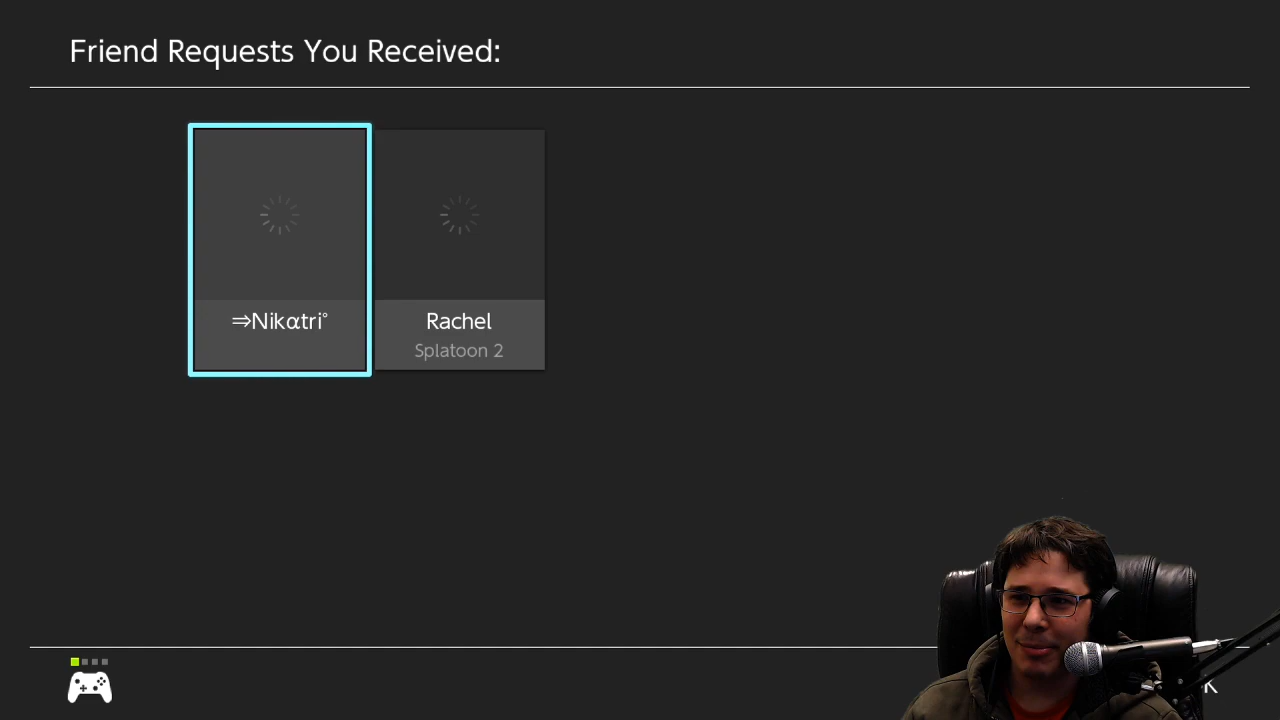 Friend Requests You Received:
⇒Nikαtri°
Rachel
Splatoon 2